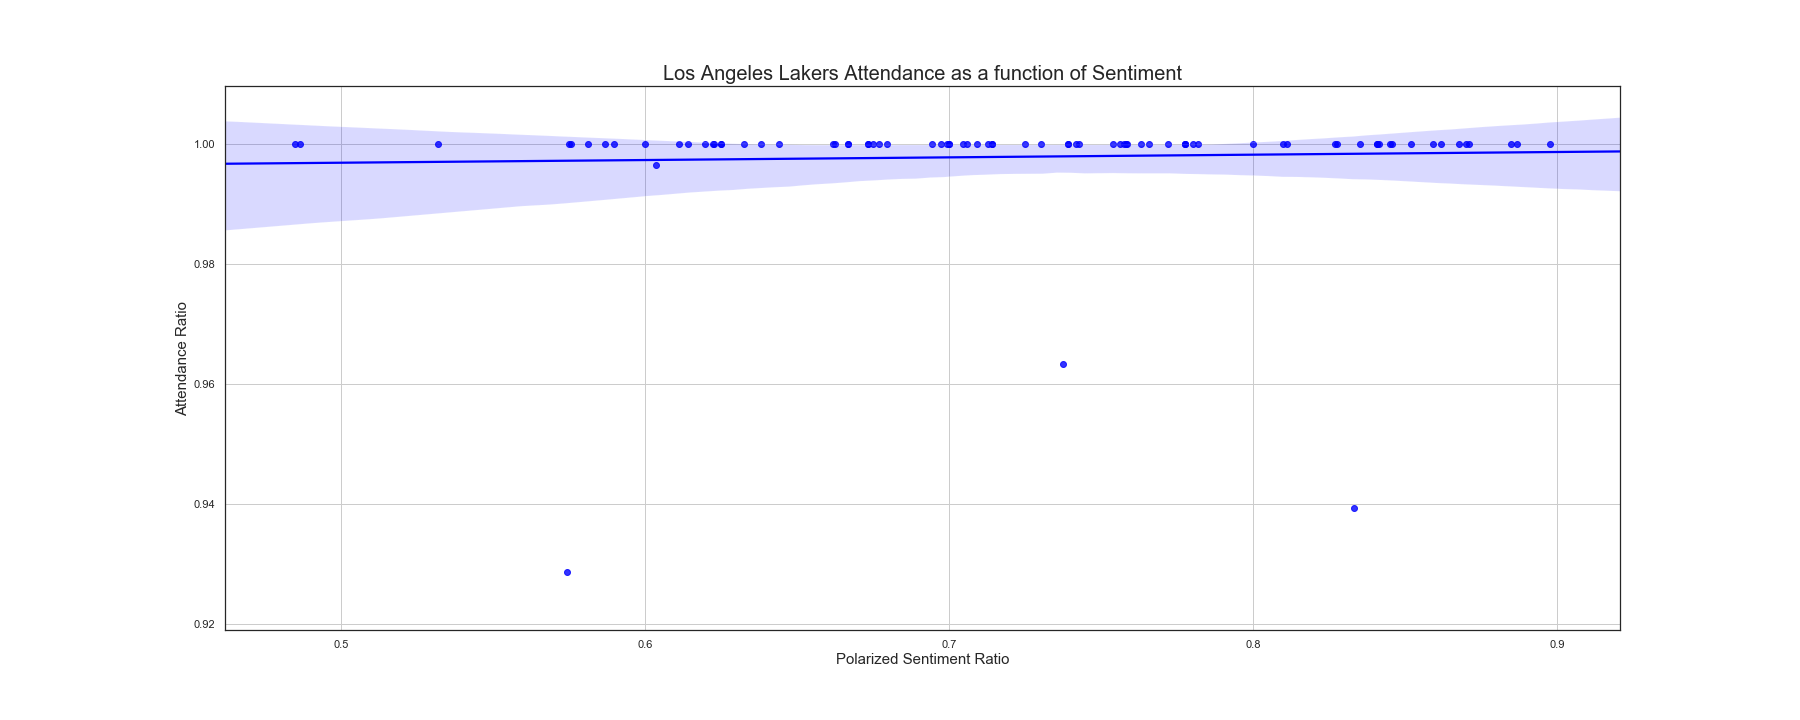 Los Angeles Lakers Attendance as a function of Sentiment
1.00
0.98
0.96
0.94
0.92
Attendance Ratio
0.5 0.6 0.7 0.8 0.9
Polarized Sentiment Ratio